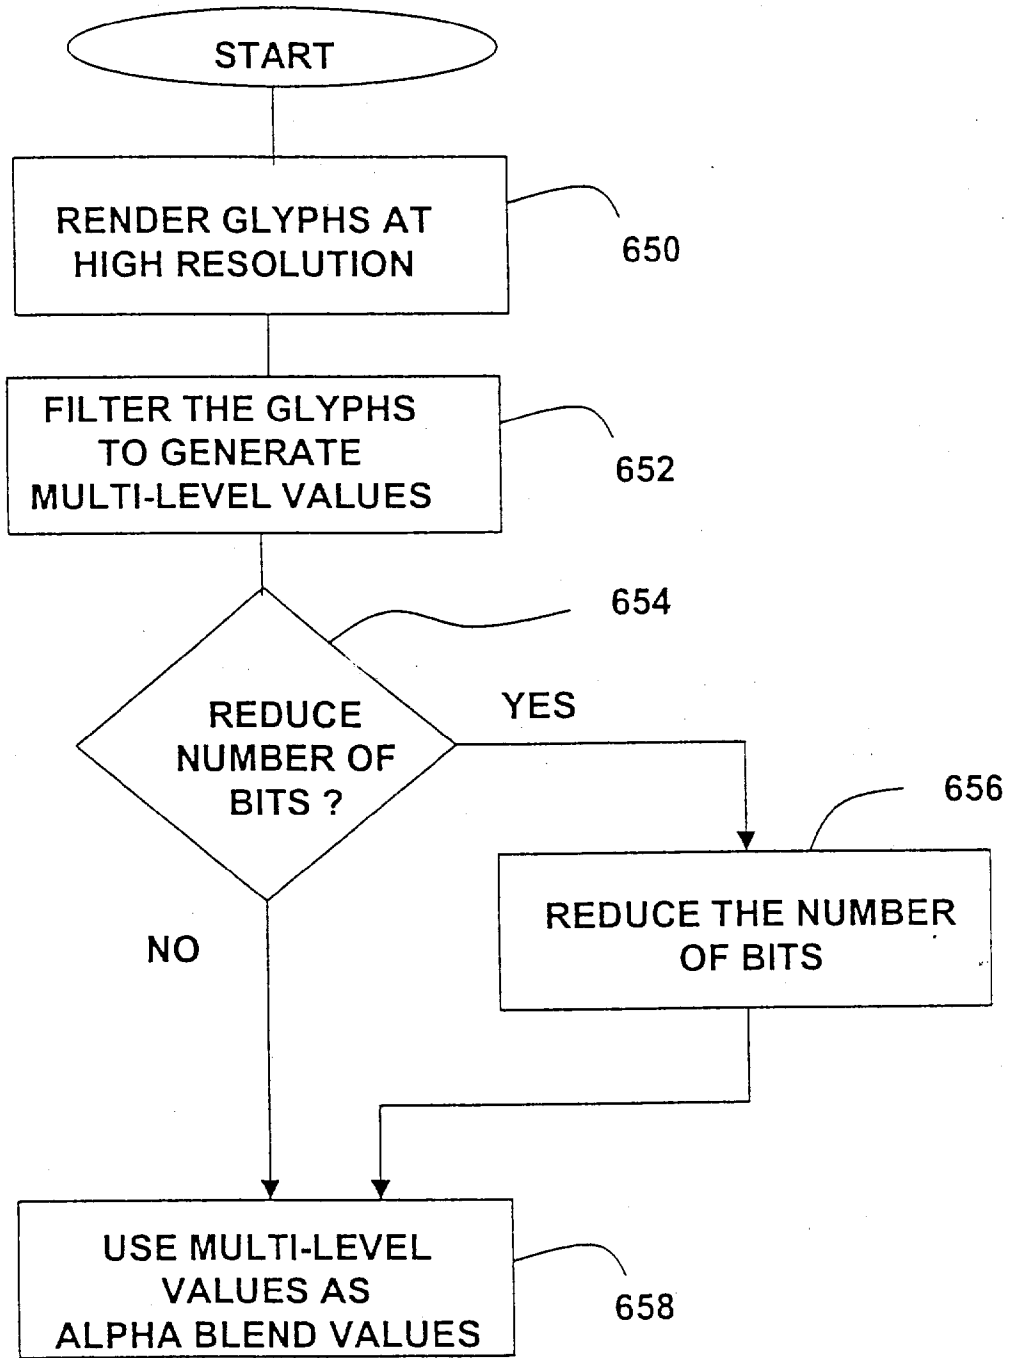 START
RENDER GLYPHS AT
HIGH RESOLUTION
650
FILTER THE GLYPHS
TO GENERATE
MULTI-LEVEL VALUES
652
654
REDUCE
NUMBER OF
BITS ?
YES
656
REDUCE THE NUMBER
OF BITS
NO
USE MULTI-LEVEL
VALUES AS
ALPHA BLEND VALUES
658